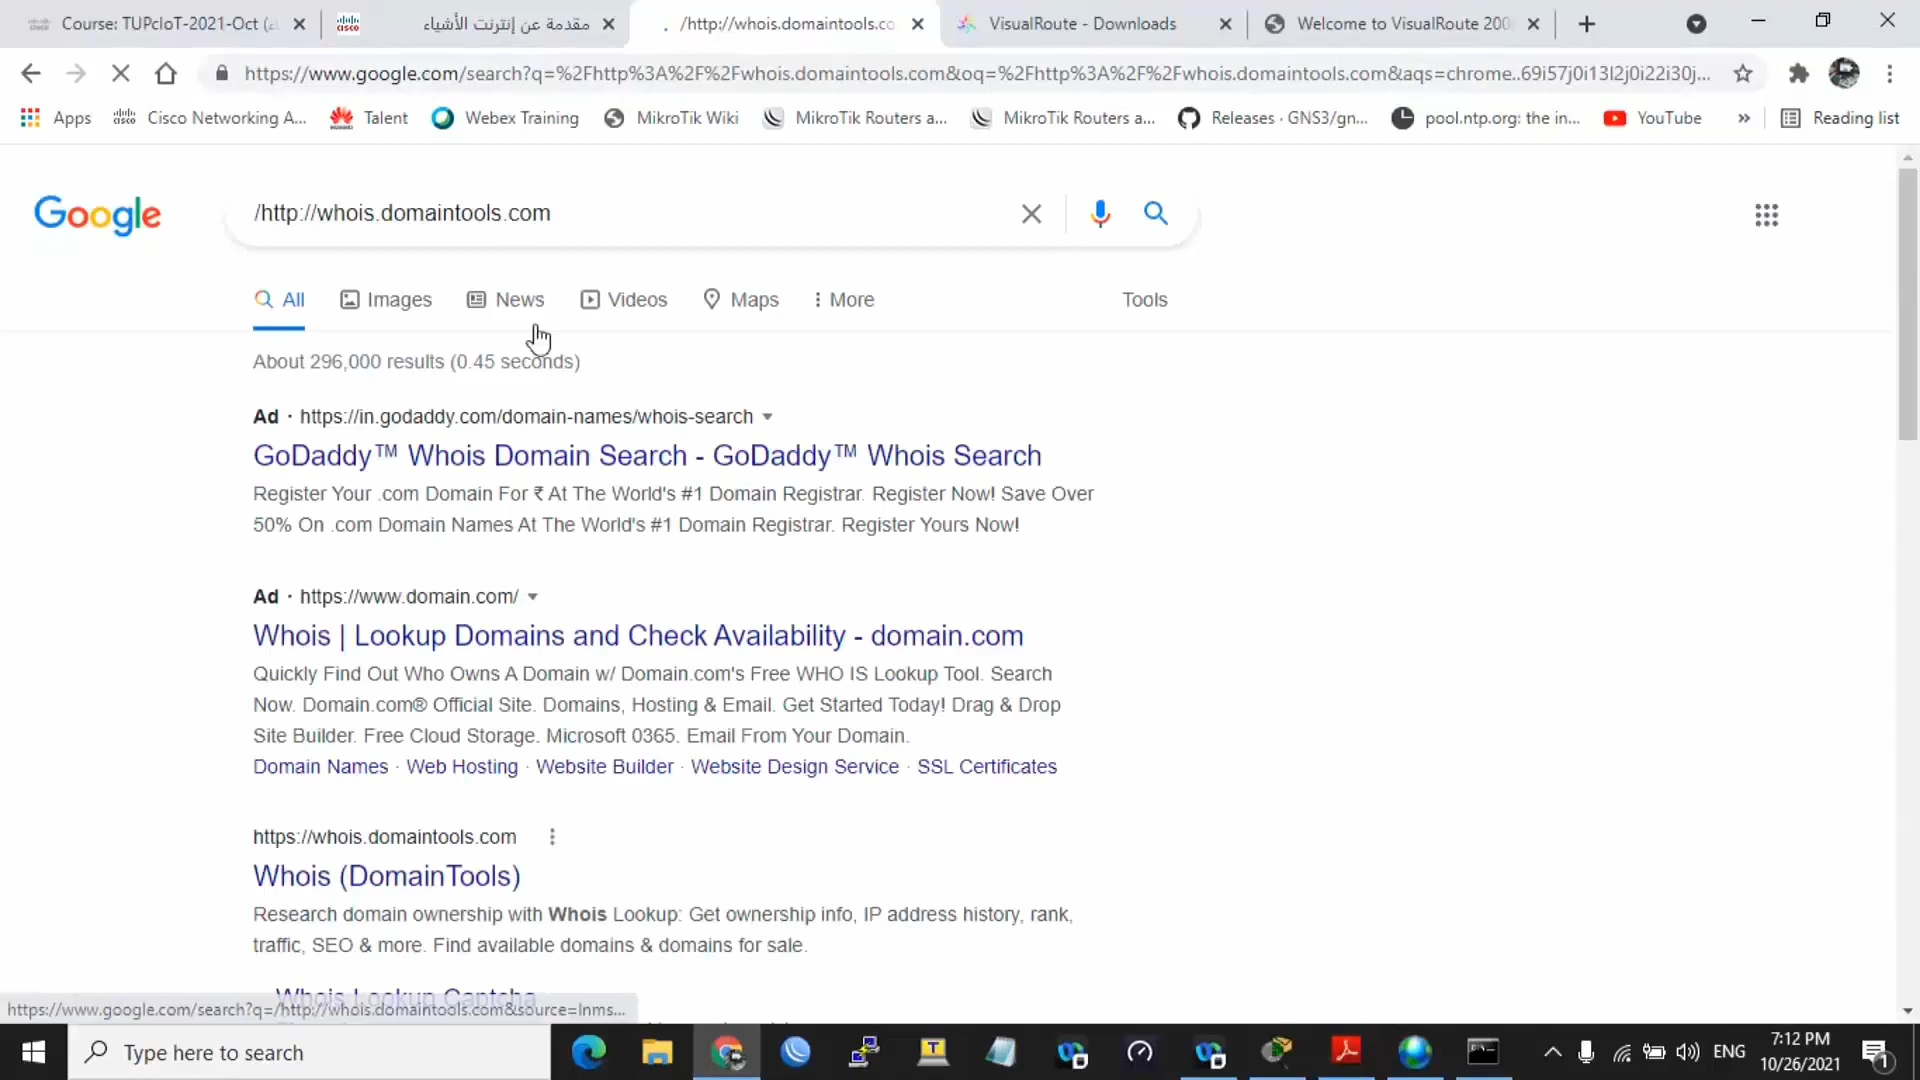 Course: TUPcIoT-2021-Oct
مقدمة عن إنترنت الأشياء
/http://whois.domaintools.co
VisualRoute - Downloads
Welcome to VisualRoute 200
https://www.google.com/search?q=%2Fhttp%3A%2F%2Fwhois.domaintools.com&oq=%2Fhttp%3A%2F%2Fwhois.domaintools.com&aqs=chrome..69i57j0i13l2j0i22i30j...
Apps
Cisco Networking A...
Talent
Webex Training
MikroTik Wiki
MikroTik Routers a...
MikroTik Routers a...
Releases · GNS3/gn...
pool.ntp.org: the in...
YouTube
»
Reading list
Google
/http://whois.domaintools.com
All
Images
News
Videos
Maps
More
Tools
About 296,000 results (0.45 seconds)
Ad · https://in.godaddy.com/domain-names/whois-search
GoDaddy™ Whois Domain Search - GoDaddy™ Whois Search
Register Your .com Domain For ₹ At The World's #1 Domain Registrar. Register Now! Save Over
50% On .com Domain Names At The World's #1 Domain Registrar. Register Yours Now!
Ad · https://www.domain.com/
Whois | Lookup Domains and Check Availability - domain.com
Quickly Find Out Who Owns A Domain w/ Domain.com's Free WHO IS Lookup Tool. Search
Now. Domain.com® Official Site. Domains, Hosting & Email. Get Started Today! Drag & Drop
Site Builder. Free Cloud Storage. Microsoft 0365. Email From Your Domain.
Domain Names · Web Hosting · Website Builder · Website Design Service · SSL Certificates
https://whois.domaintools.com
Whois (DomainTools)
Research domain ownership with Whois Lookup: Get ownership info, IP address history, rank,
traffic, SEO & more. Find available domains & domains for sale.
Whois Lookup Captcha
https://www.google.com/search?q=/http://whois.domaintools.com&source=lnms...
Type here to search
ENG
7:12 PM
10/26/2021
1